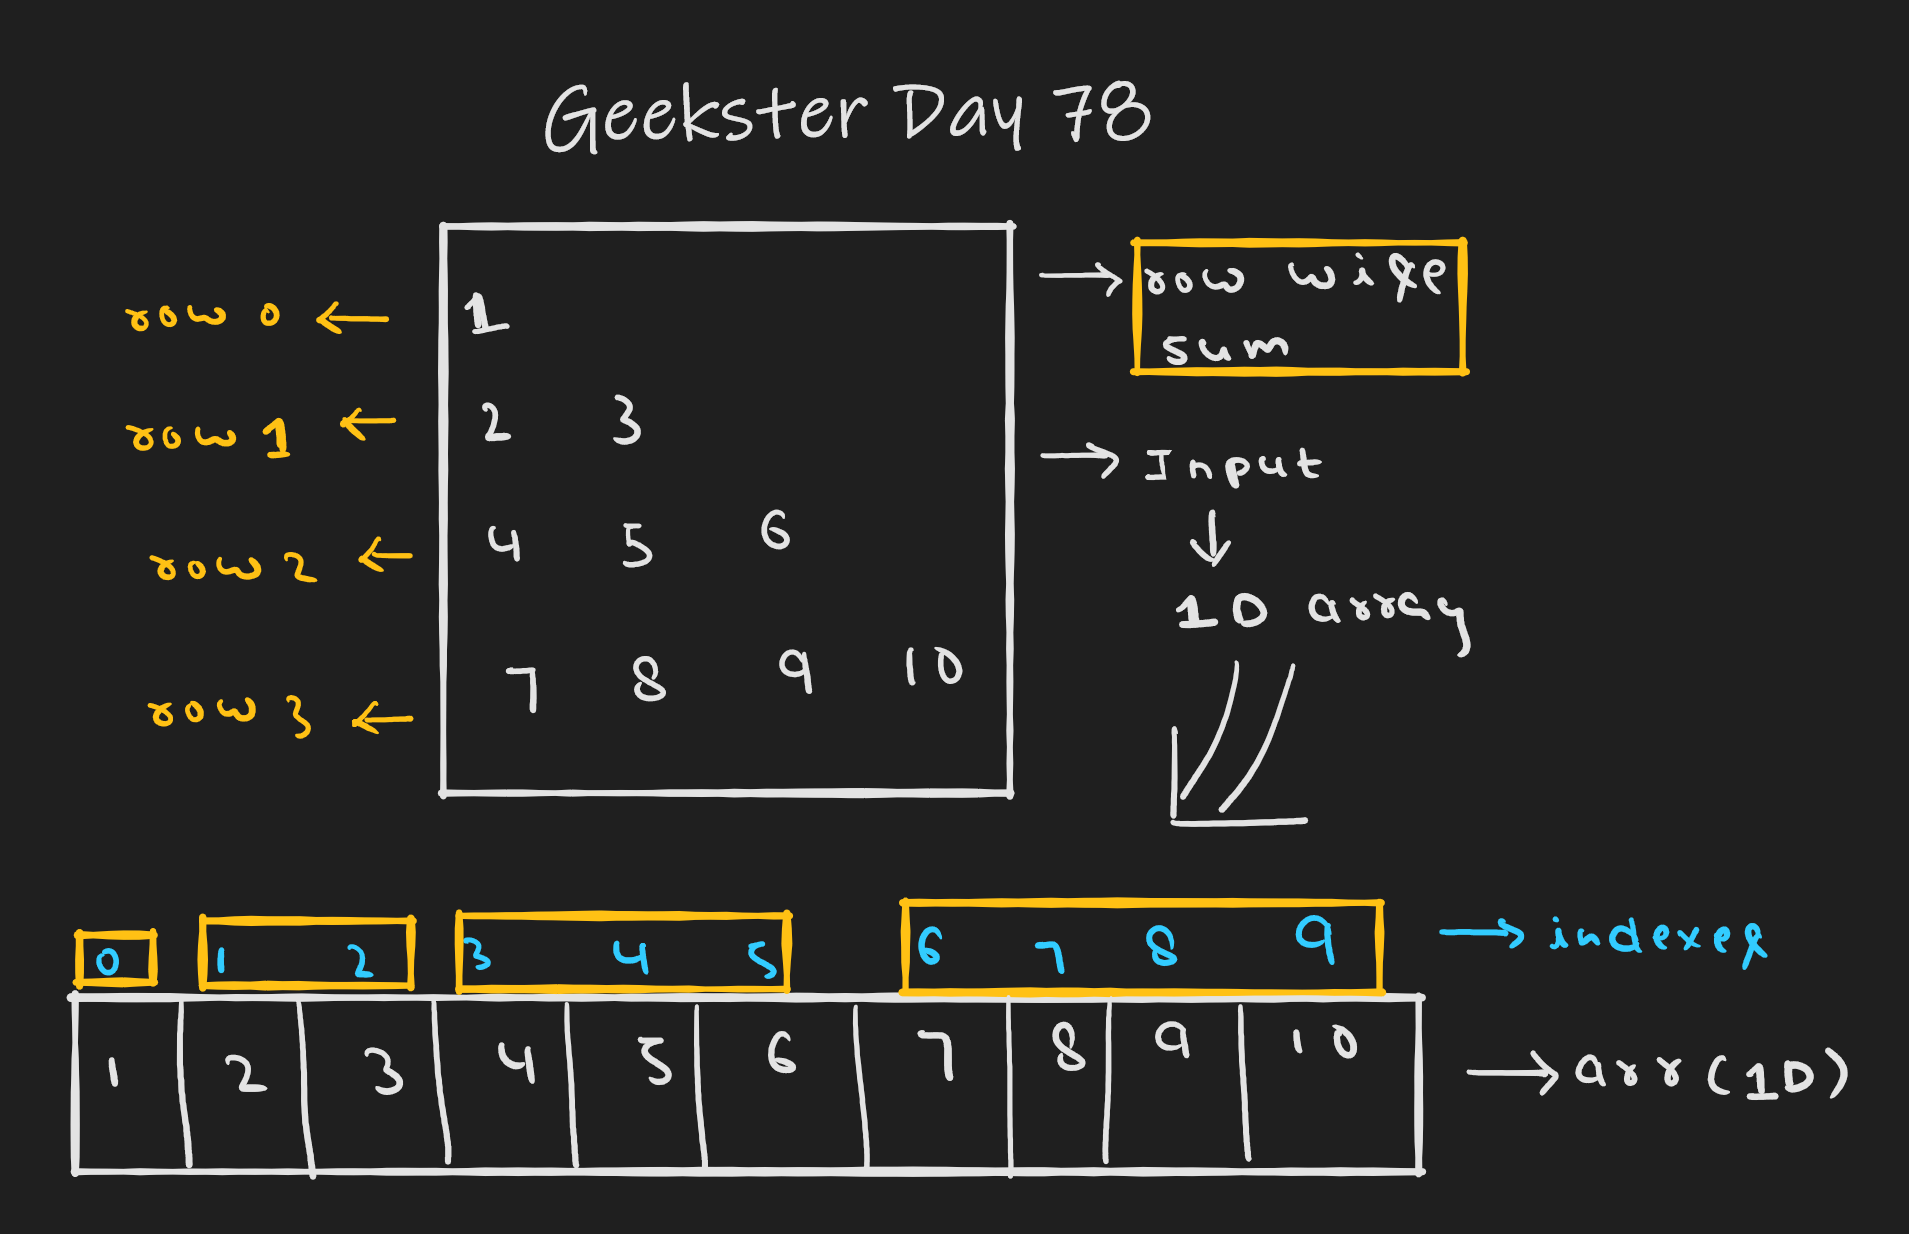 Geekster Day 78
row 0 ← 1
row 1 ← 2 3
row 2 ← 4 5 6
row 3 ← 7 8 9 10
→ row wise
sum
→ Input
↓
1D array
0 1 2 3 4 5 6 7 8 9 → indexes
1 2 3 4 5 6 7 8 9 10 → arr(1D)